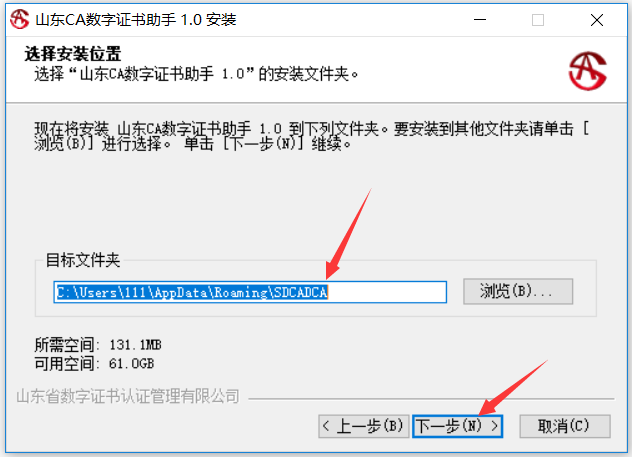 山东CA数字证书助手 1.0 安装
选择安装位置
选择“山东CA数字证书助手 1.0”的安装文件夹。
现在将安装 山东CA数字证书助手 1.0 到下列文件夹。要安装到其他文件夹请单击 [
浏览(B)] 进行选择。 单击 [下一步(N)] 继续。
目标文件夹
C:\Users\111\AppData\Roaming\SDCADCA
浏览(B)...
所需空间: 131.1MB
可用空间: 61.0GB
山东省数字证书认证管理有限公司
< 上一步(B) 下一步(N) > 取消(C)